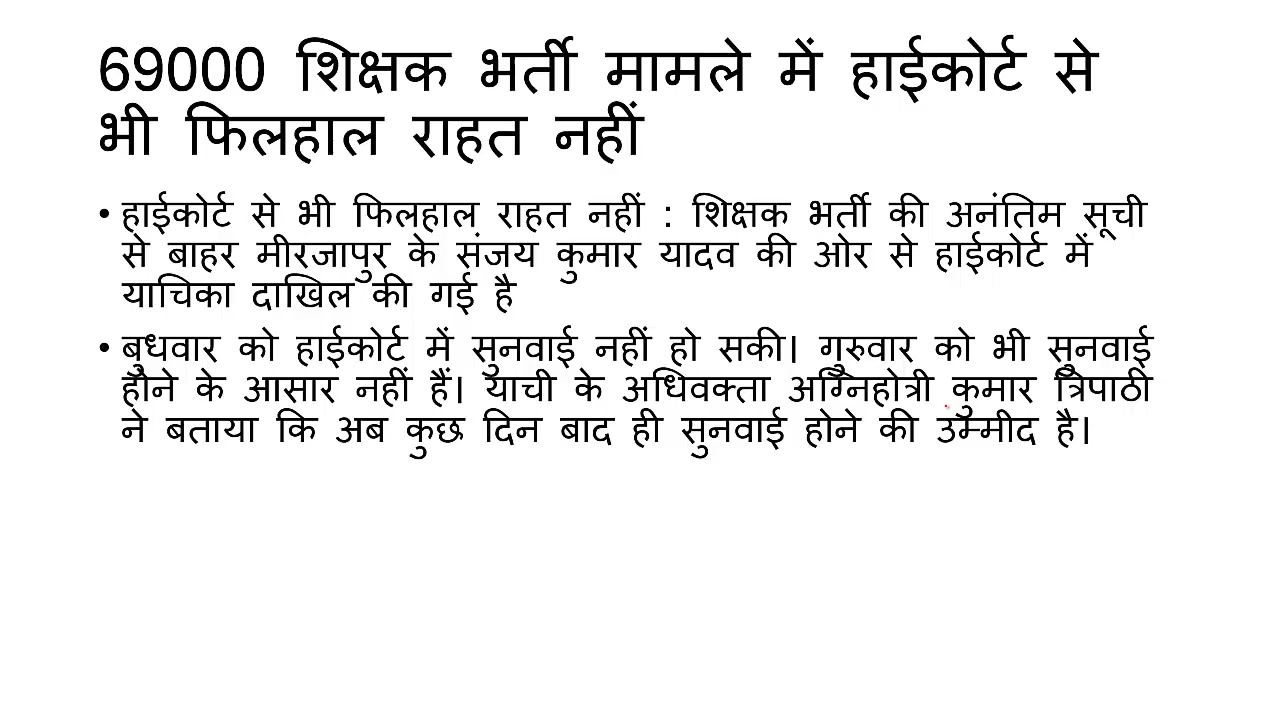 69000 शिक्षक भर्ती मामले में हाईकोर्ट से
भी फिलहाल राहत नहीं
• हाईकोर्ट से भी फिलहाल राहत नहीं : शिक्षक भर्ती की अनंतिम सूची
से बाहर मीरजापुर के संजय कुमार यादव की ओर से हाईकोर्ट में
याचिका दाखिल की गई है
• बुधवार को हाईकोर्ट में सुनवाई नहीं हो सकी। गुरुवार को भी सुनवाई
होने के आसार नहीं हैं। याची के अधिवक्ता अग्निहोत्री कुमार त्रिपाठी
ने बताया कि अब कुछ दिन बाद ही सुनवाई होने की उम्मीद है।